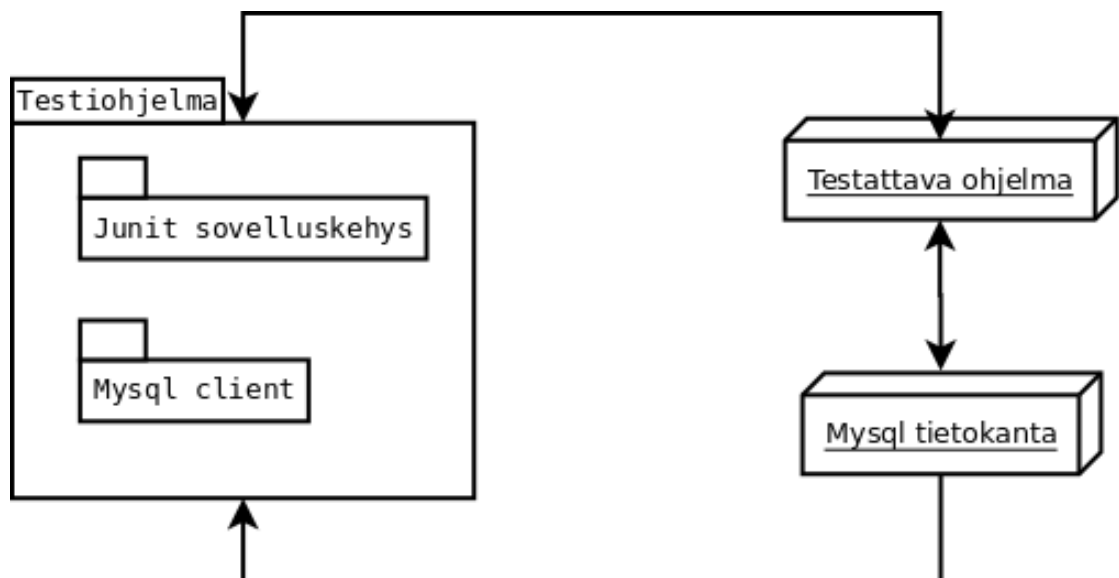 Testiohjelma
Junit sovelluskehys
Mysql client
Testattava ohjelma
Mysql tietokanta